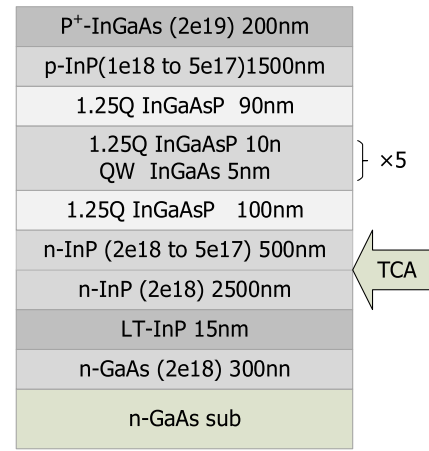 P+-InGaAs (2e19) 200nm
p-InP(1e18 to 5e17)1500nm
1.25Q InGaAsP 90nm
1.25Q InGaAsP 10n
QW InGaAs 5nm
×5
1.25Q InGaAsP 100nm
n-InP (2e18 to 5e17) 500nm
TCA
n-InP (2e18) 2500nm
LT-InP 15nm
n-GaAs (2e18) 300nn
n-GaAs sub